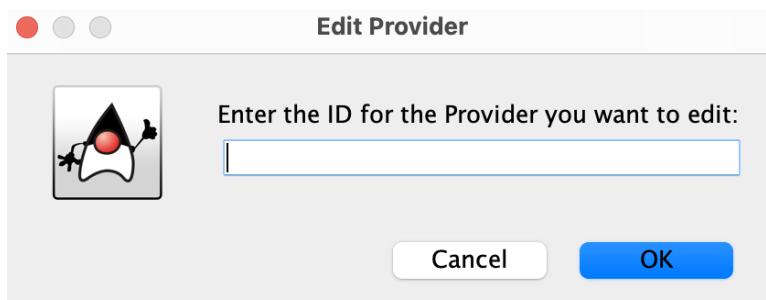 Edit Provider
Enter the ID for the Provider you want to edit:
Cancel
OK